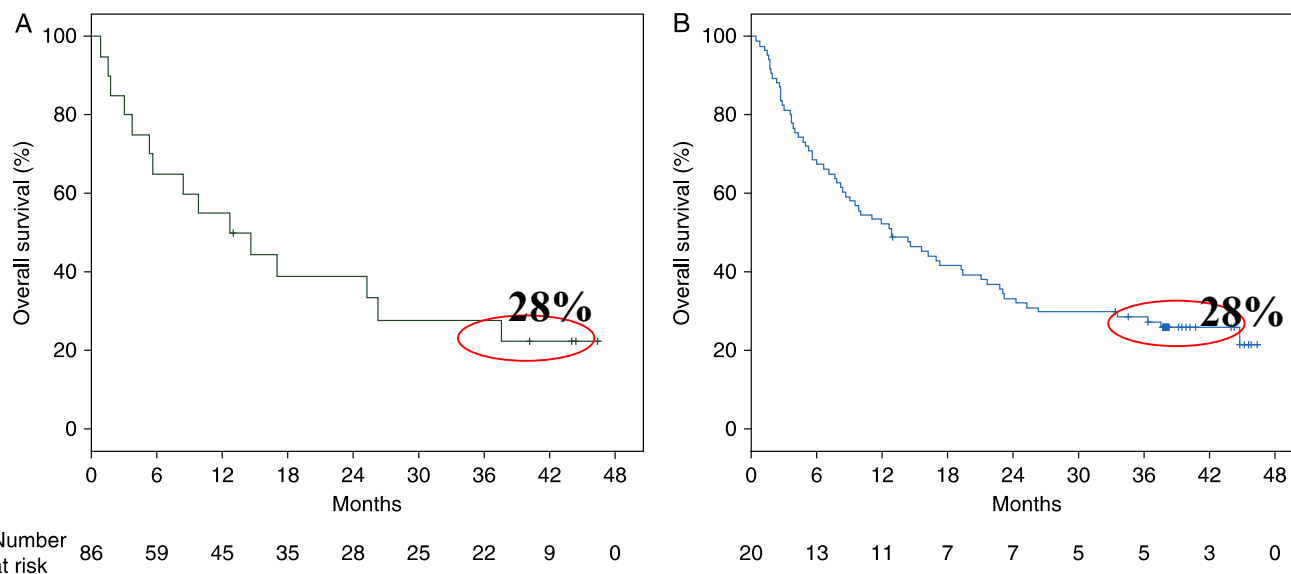 A
B
Overall survival (%)
100
80
60
40
20
0
28%
0 6 12 18 24 30 36 42 48
Months
Overall survival (%)
100
80
60
40
20
0
28%
0 6 12 18 24 30 36 42 48
Months
Number
at risk
86 59 45 35 28 25 22 9 0
20 13 11 7 7 5 5 3 0